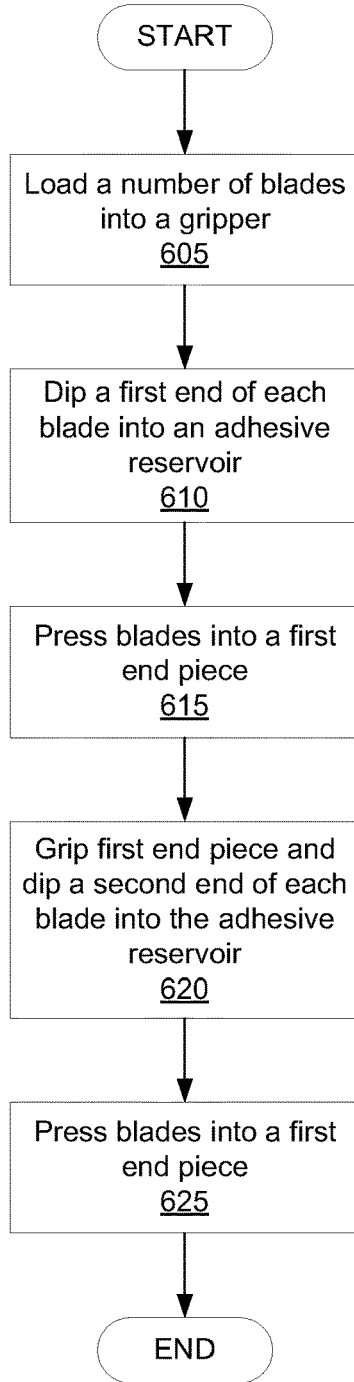 START
Load a number of blades
into a gripper
605
Dip a first end of each
blade into an adhesive
reservoir
610
Press blades into a first
end piece
615
Grip first end piece and
dip a second end of each
blade into the adhesive
reservoir
620
Press blades into a first
end piece
625
END